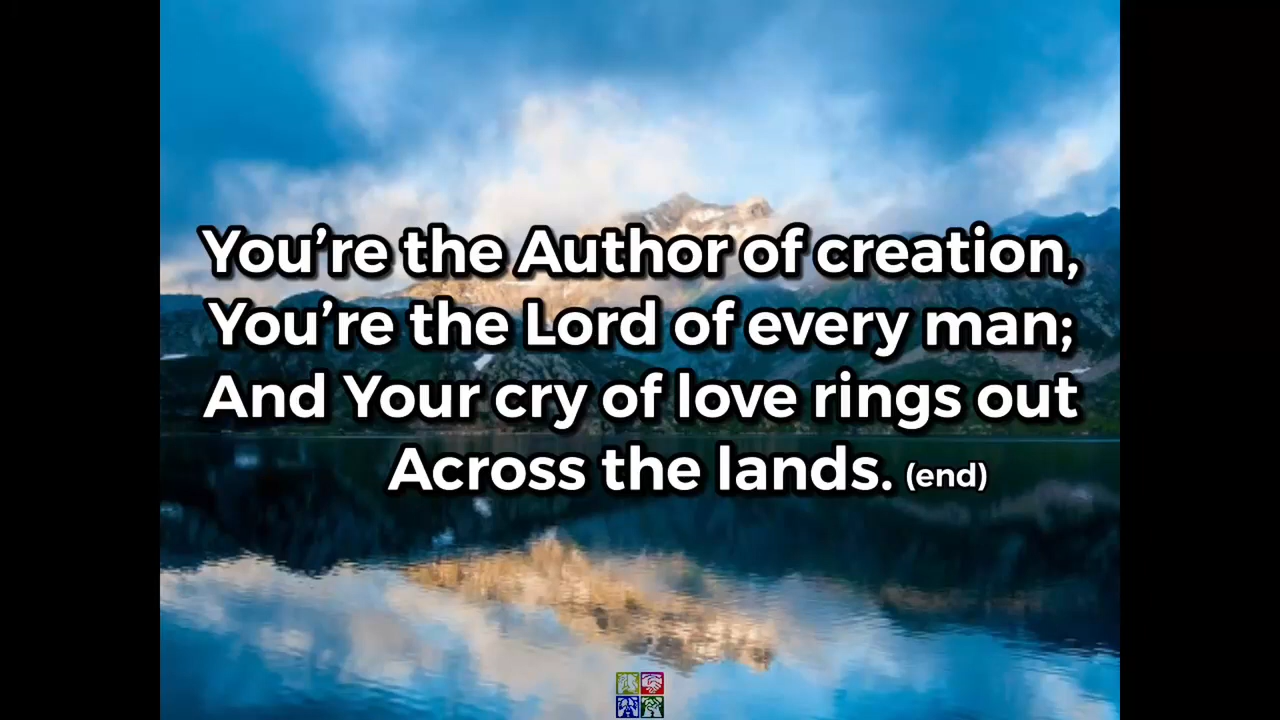 You’re the Author of creation,
You’re the Lord of every man;
And Your cry of love rings out
Across the lands. (end)